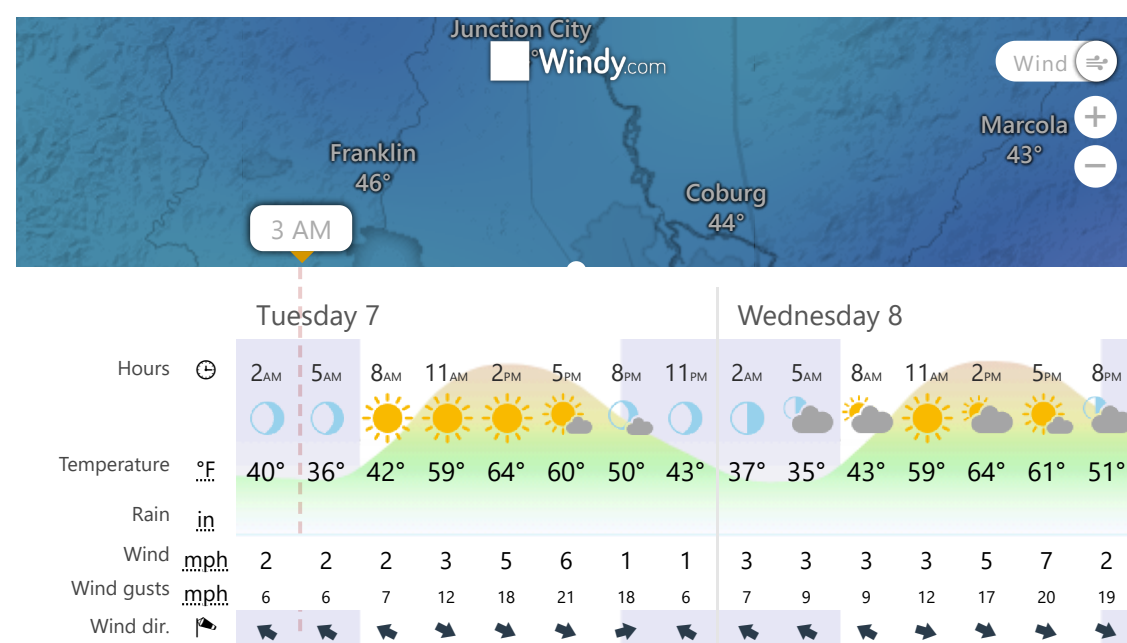 Junction City
Windy.com
Wind
+
Marcola
43°
Franklin
46°
−
Coburg
44°
3 AM
Tuesday 7 Wednesday 8
Hours 2AM 5AM 8AM 11AM 2PM 5PM 8PM 11PM 2AM 5AM 8AM 11AM 2PM 5PM 8PM
Temperature °F 40° 36° 42° 59° 64° 60° 50° 43° 37° 35° 43° 59° 64° 61° 51°
Rain in
Wind mph 2 2 2 3 5 6 1 1 3 3 3 3 5 7 2
Wind gusts mph 6 6 7 12 18 21 18 6 7 9 9 12 17 20 19
Wind dir.